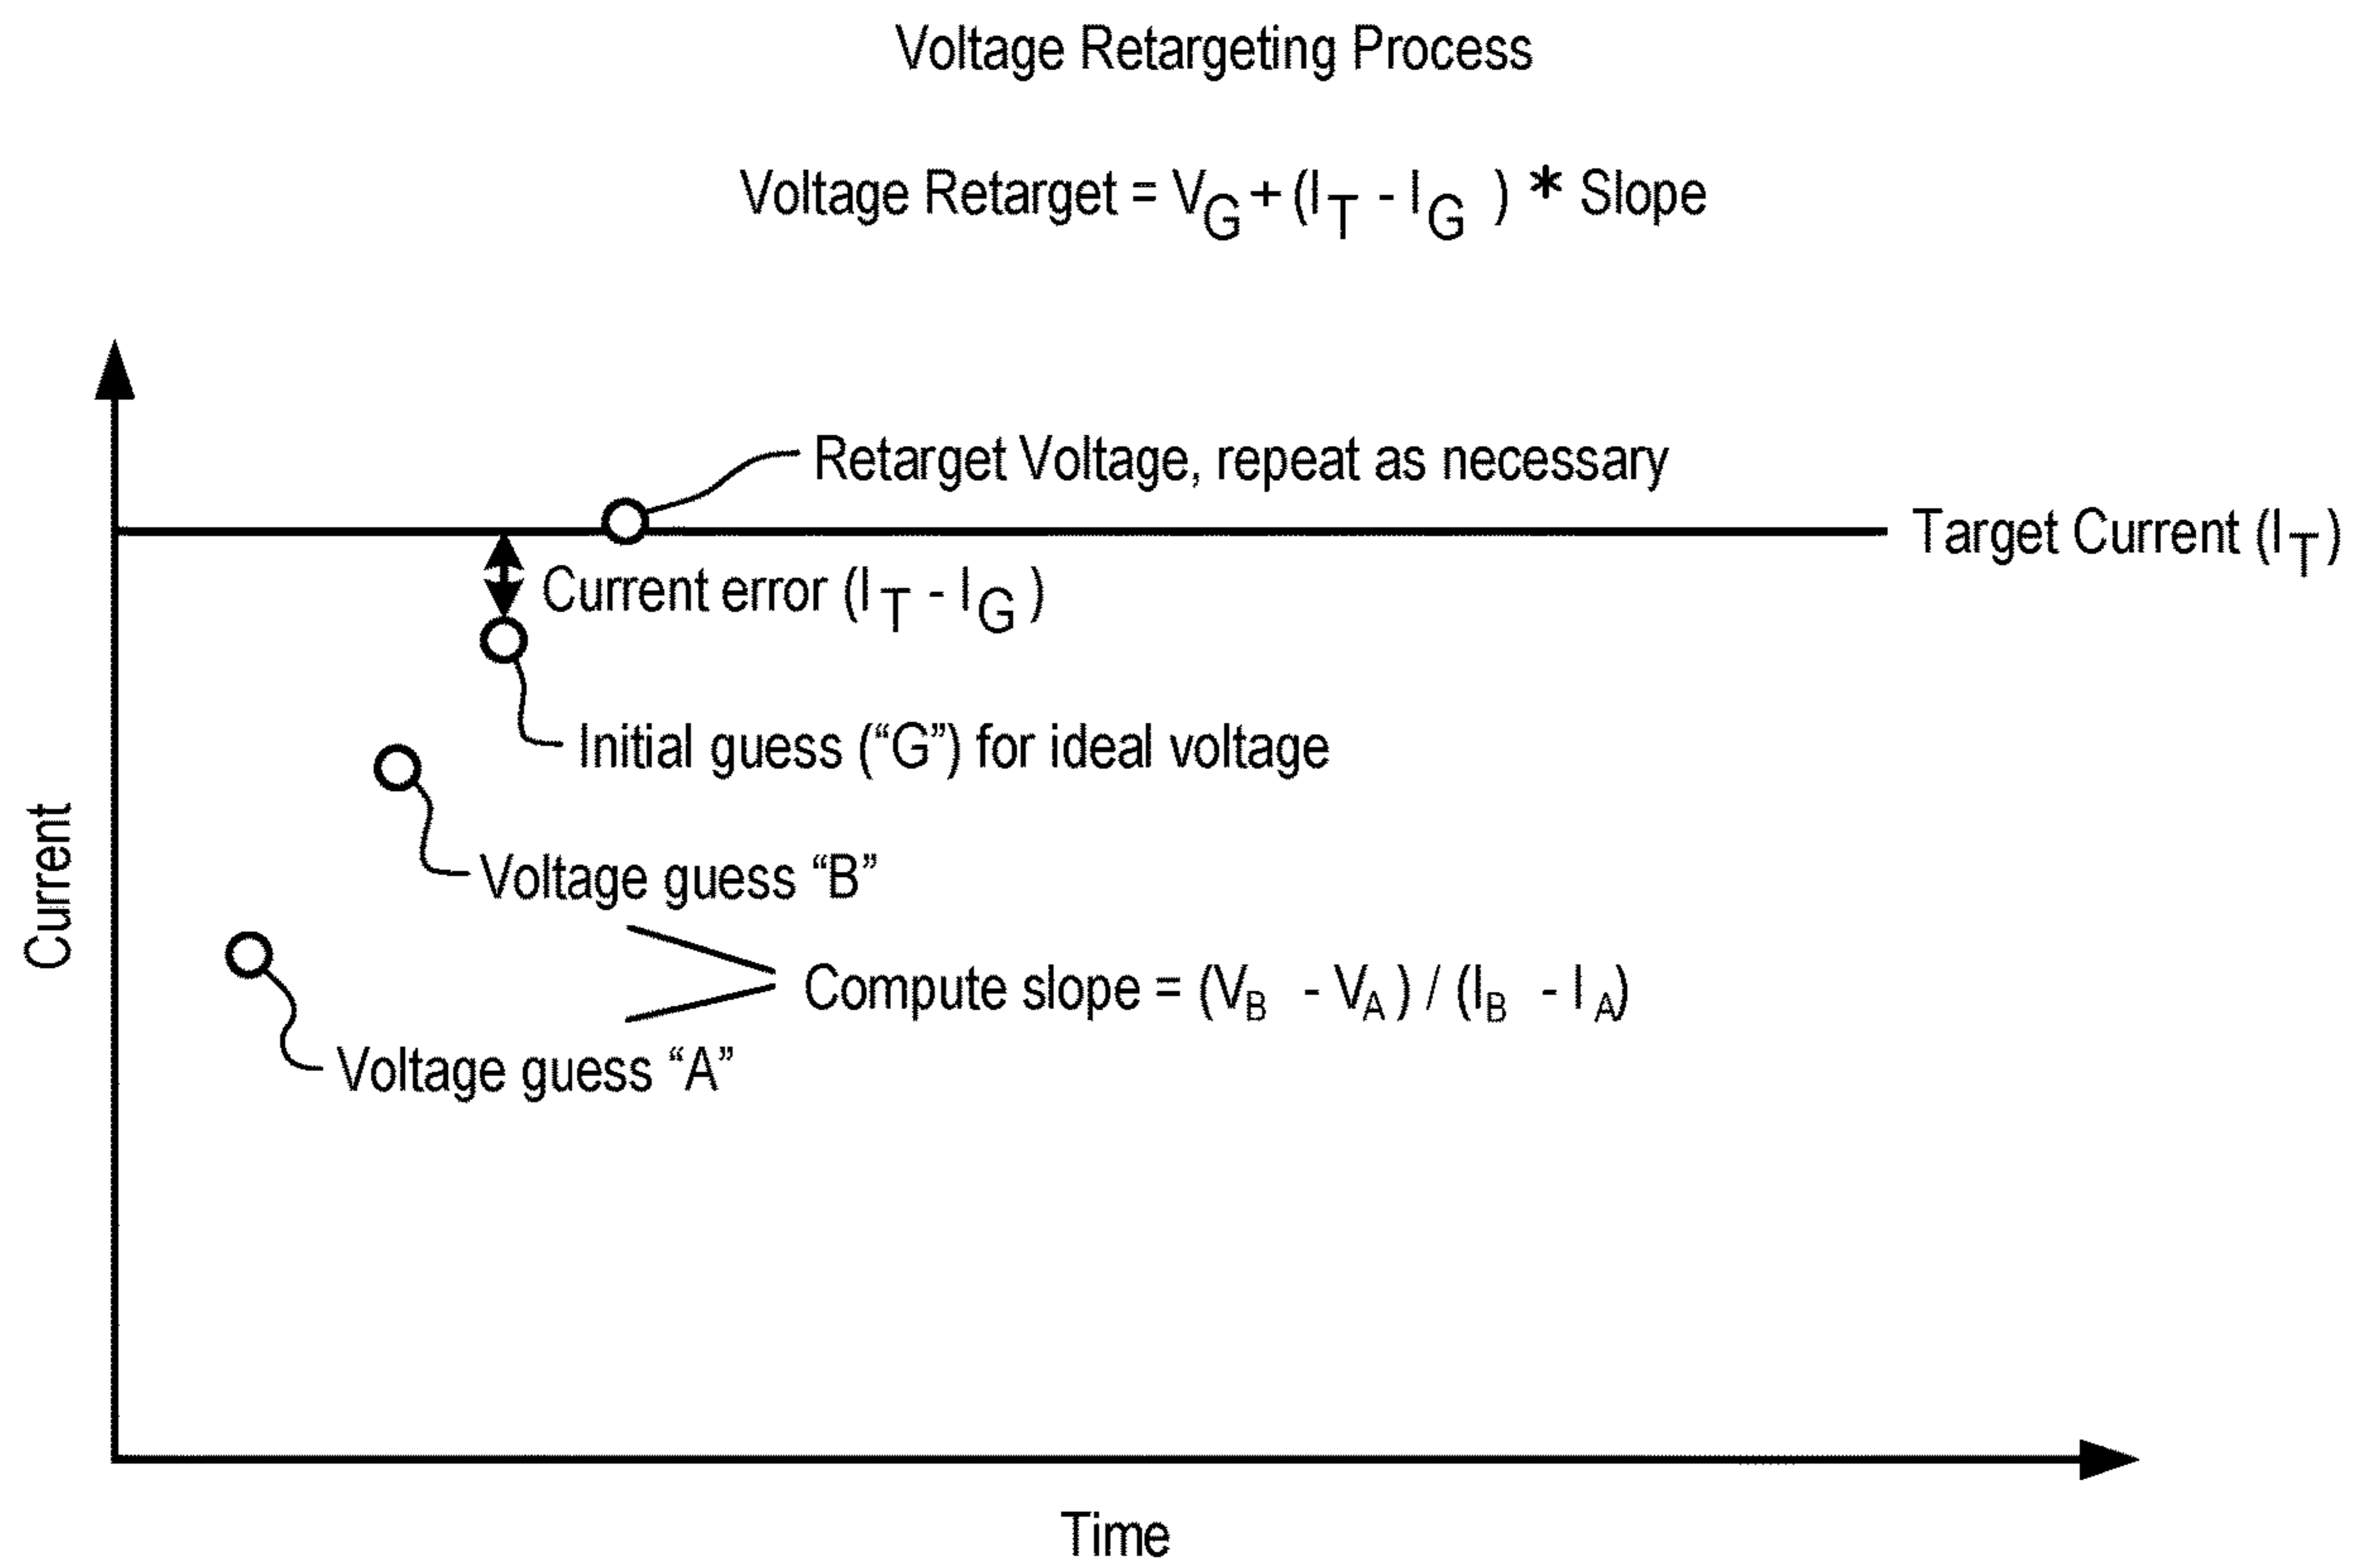 Voltage Retargeting Process
Voltage Retarget = VG + (IT - IG ) * Slope
Retarget Voltage, repeat as necessary
Target Current (IT)
Current error (IT - IG)
Initial guess (“G”) for ideal voltage
Voltage guess “B”
Compute slope = (VB - VA) / (IB - IA)
Voltage guess “A”
Current
Time